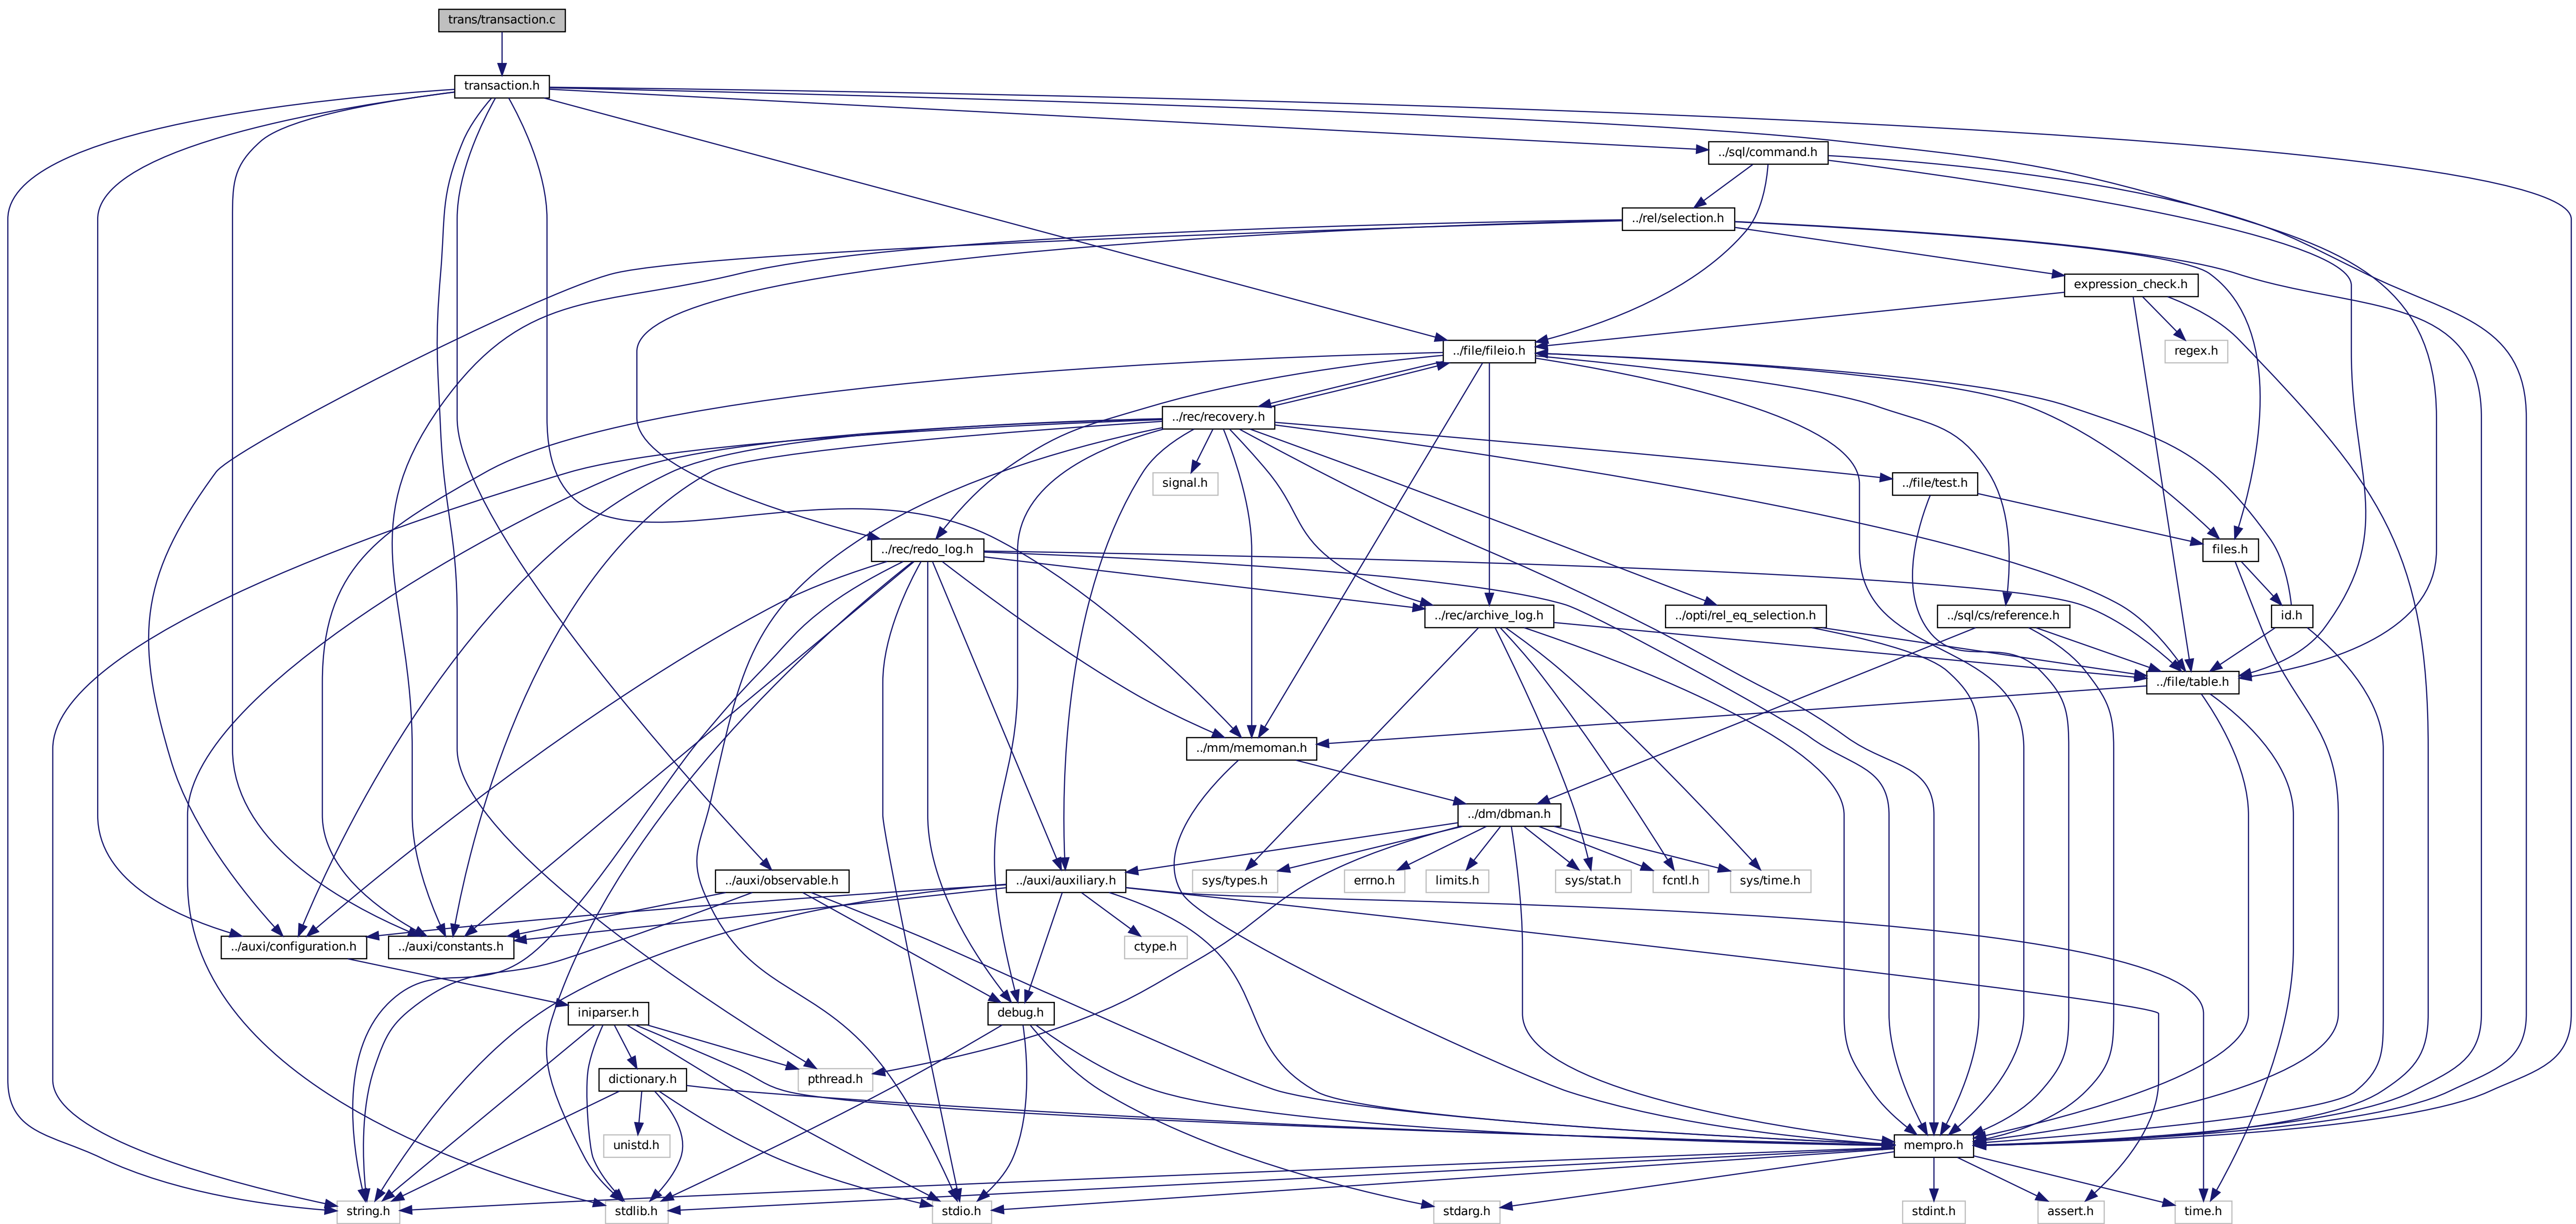 trans/transaction.c
transaction.h
../sql/command.h
../rel/selection.h
expression_check.h
../file/fileio.h
regex.h
../rec/recovery.h
signal.h
../file/test.h
../rec/redo_log.h
files.h
../rec/archive_log.h
../opti/rel_eq_selection.h
../sql/cs/reference.h
id.h
../file/table.h
../mm/memoman.h
../dm/dbman.h
../auxi/observable.h
../auxi/auxiliary.h
sys/types.h
errno.h
limits.h
sys/stat.h
fcntl.h
sys/time.h
../auxi/configuration.h
../auxi/constants.h
ctype.h
iniparser.h
debug.h
dictionary.h
pthread.h
unistd.h
mempro.h
string.h
stdlib.h
stdio.h
stdarg.h
stdint.h
assert.h
time.h